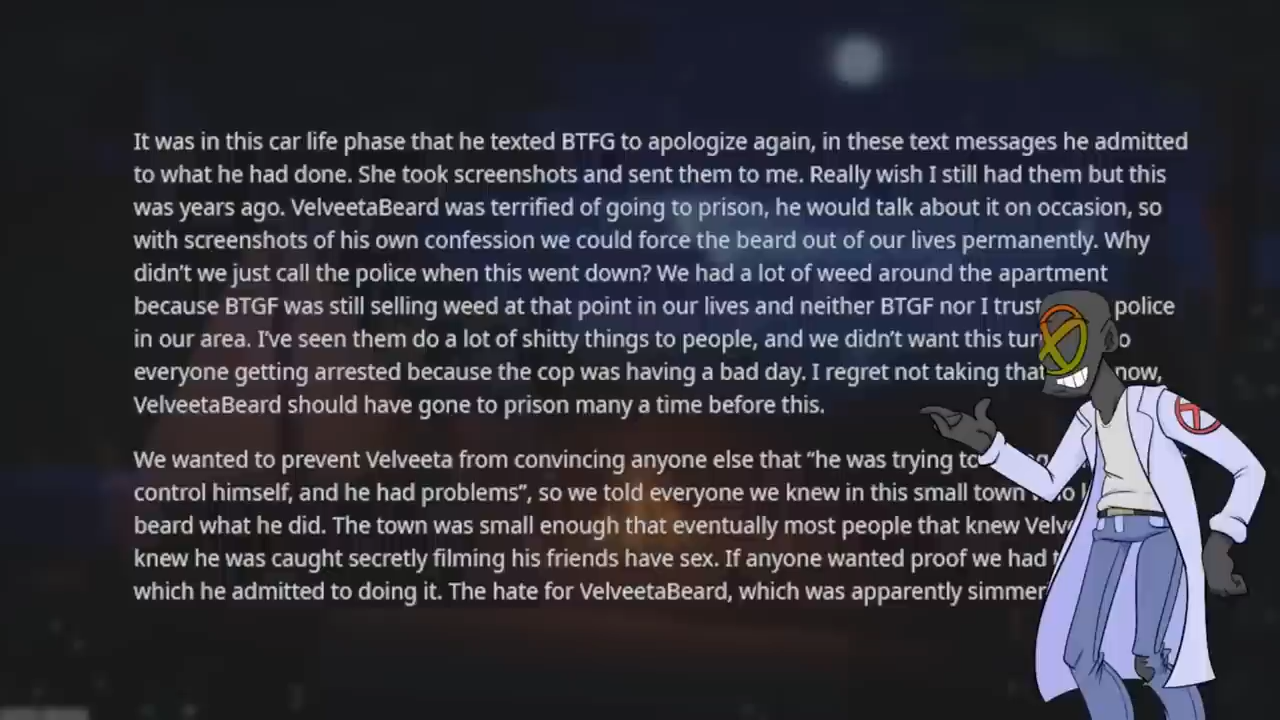 It was in this car life phase that he texted BTFG to apologize again, in these text messages he admitted
to what he had done. She took screenshots and sent them to me. Really wish I still had them but this
was years ago. VelveetaBeard was terrified of going to prison, he would talk about it on occasion, so
with screenshots of his own confession we could force the beard out of our lives permanently. Why
didn't we just call the police when this went down? We had a lot of weed around the apartment
because BTGF was still selling weed at that point in our lives and neither BTGF nor I trust police
in our area. I've seen them do a lot of shitty things to people, and we didn't want this
everyone getting arrested because the cop was having a bad day. I regret not taking that now,
VelveetaBeard should have gone to prison many a time before this.
We wanted to prevent Velveeta from convincing anyone else that "he was trying to
control himself, and he had problems", so we told everyone we knew in this small town
beard what he did. The town was small enough that eventually most people that knew
knew he was caught secretly filming his friends have sex. If anyone wanted proof we had
which he admitted to doing it. The hate for VelveetaBeard, which was apparently